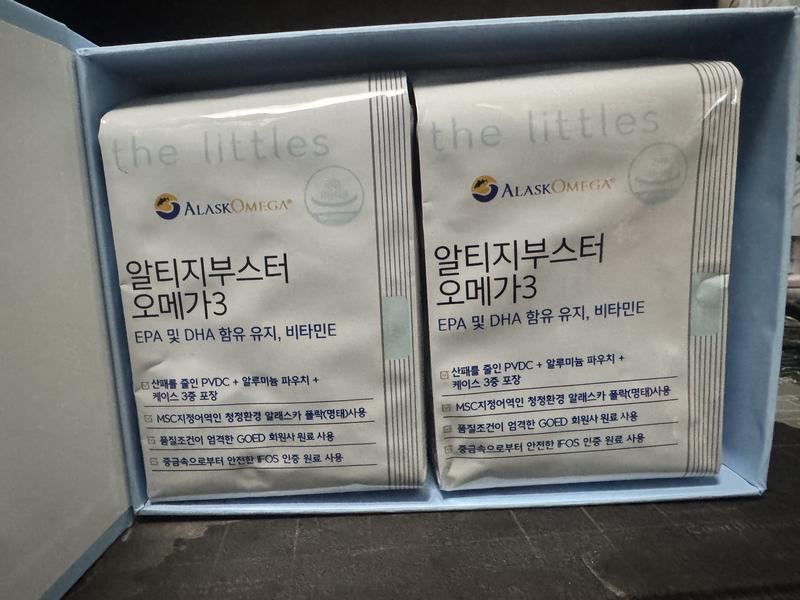 the littles
ALASKOMEGA®
알티지부스터
오메가3
EPA 및 DHA 함유 유지, 비타민E
산패를 줄인 PVDC + 알루미늄 파우치 +
케이스 3중 포장
MSC지정어역인 청정환경 알래스카 폴락(명태)사용
품질조건이 엄격한 GOED 회원사 원료 사용
중금속으로부터 안전한 IFOS 인증 원료 사용
the littles
ALASKOMEGA®
알티지부스터
오메가3
EPA 및 DHA 함유 유지, 비타민E
산패를 줄인 PVDC + 알루미늄 파우치 +
케이스 3중 포장
MSC지정어역인 청정환경 알래스카 폴락(명태)사용
품질조건이 엄격한 GOED 회원사 원료 사용
중금속으로부터 안전한 IFOS 인증 원료 사용